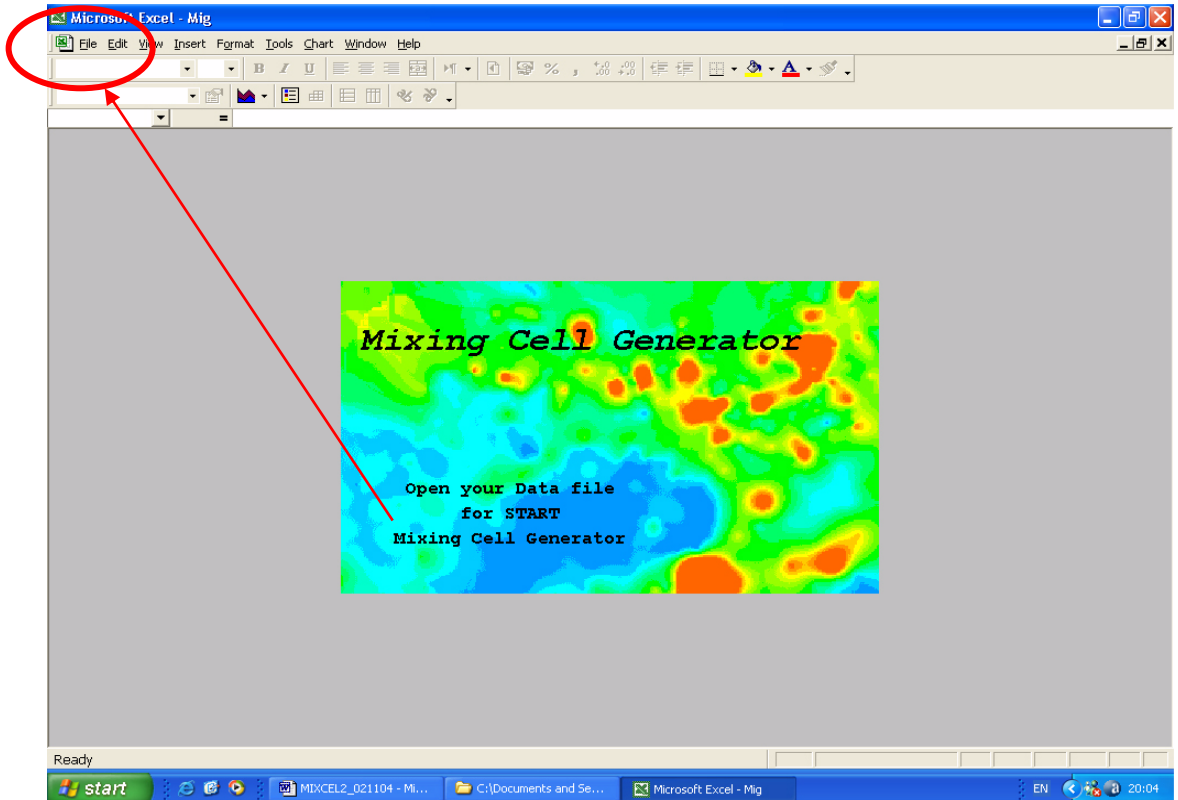 Microsoft Excel - Mig
File Edit View Insert Format Tools Chart Window Help
B I U % ,
=
Mixing Cell Generator
Open your Data file
for START
Mixing Cell Generator
Ready
start MIXCEL2_021104 - Mi... C:\Documents and Se... Microsoft Excel - Mig EN 20:04